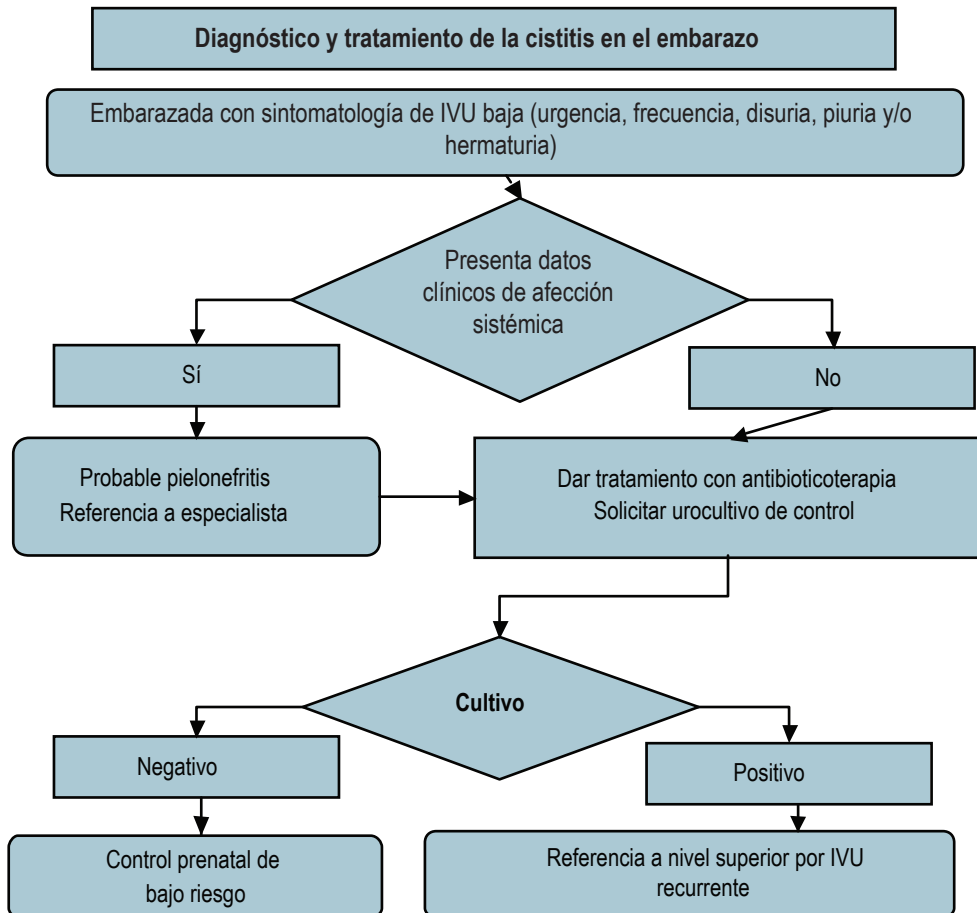 Diagnóstico y tratamiento de la cistitis en el embarazo
Embarazada con sintomatología de IVU baja (urgencia, frecuencia, disuria, piuria y/o
hermaturia)
Presenta datos
clínicos de afección
sistémica
Sí
No
Probable pielonefritis
Referencia a especialista
Dar tratamiento con antibioticoterapia
Solicitar urocultivo de control
Cultivo
Negativo
Positivo
Control prenatal de
bajo riesgo
Referencia a nivel superior por IVU
recurrente